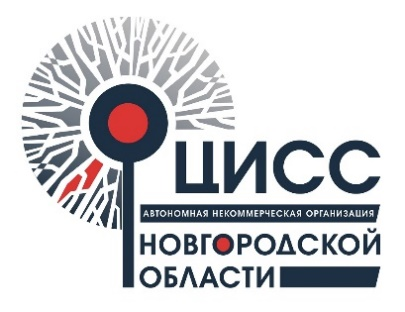 ЦИСС
АВТОНОМНАЯ НЕКОММЕРЧЕСКАЯ ОРГАНИЗАЦИЯ
НОВГОРОДСКОЙ
ОБЛАСТИ